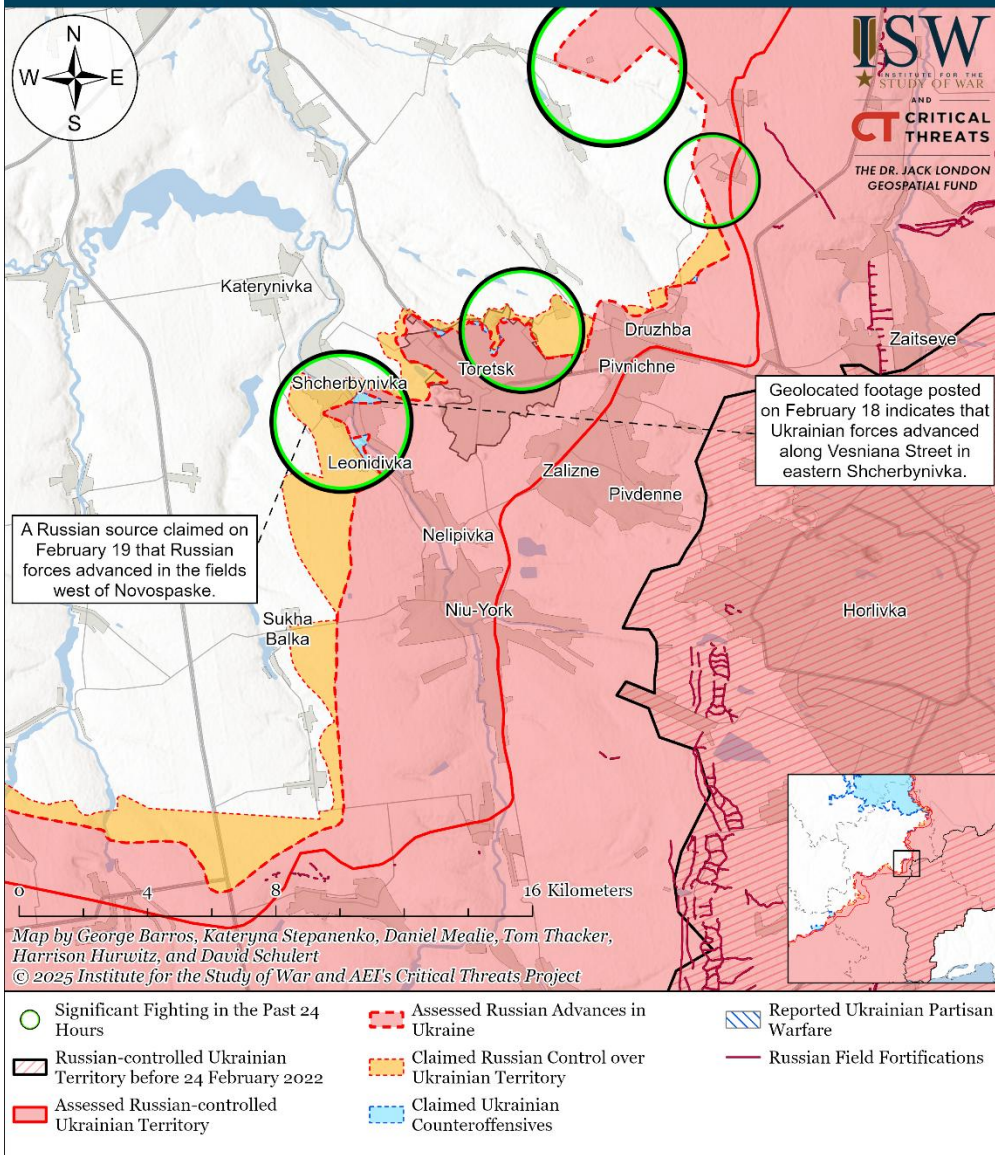 N
W E
S
ISW
INSTITUTE FOR THE
STUDY OF WAR
AND
CT CRITICAL
THREATS
THE DR. JACK LONDON
GEOSPATIAL FUND
Katerynivka
Druzhba
Zaitseve
Toretsk
Pivnichne
Shcherbynivka
Geolocated footage posted
on February 18 indicates that
Ukrainian forces advanced
along Vesniana Street in
eastern Shcherbynivka.
Leonidivka
Zalizne
Pivdenne
A Russian source claimed on
February 19 that Russian
forces advanced in the fields
west of Novospaske.
Nelipivka
Niu-York
Horlivka
Sukha
Balka
0 4 8 16 Kilometers
Map by George Barros, Kateryna Stepanenko, Daniel Mealie, Tom Thacker,
Harrison Hurwitz, and David Schulert
© 2025 Institute for the Study of War and AEI's Critical Threats Project
Significant Fighting in the Past 24
Hours
Russian-controlled Ukrainian
Territory before 24 February 2022
Assessed Russian-controlled
Ukrainian Territory
Assessed Russian Advances in
Ukraine
Claimed Russian Control over
Ukrainian Territory
Claimed Ukrainian
Counteroffensives
Reported Ukrainian Partisan
Warfare
Russian Field Fortifications